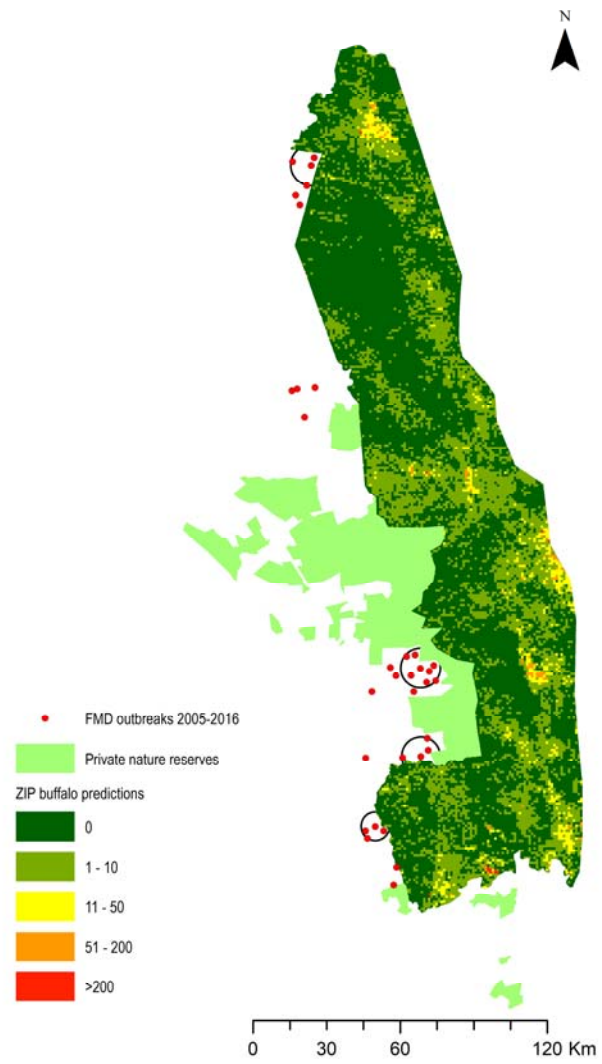 N
FMD outbreaks 2005-2016
Private nature reserves
ZIP buffalo predictions
0
1 - 10
11 - 50
51 - 200
>200
0 30 60 120 Km